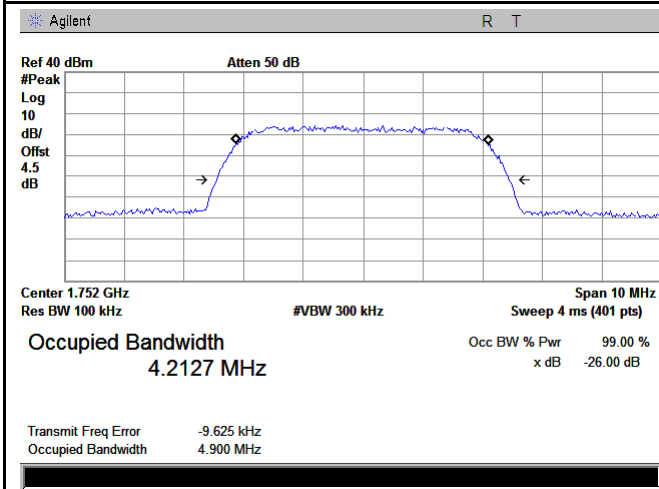 Agilent R T
Ref 40 dBm Atten 50 dB
#Peak
Log
10
dB/
Offst
4.5
dB
Center 1.752 GHz Span 10 MHz
Res BW 100 kHz #VBW 300 kHz Sweep 4 ms (401 pts)
Occupied Bandwidth Occ BW % Pwr 99.00 %
4.2127 MHz x dB -26.00 dB
Transmit Freq Error -9.625 kHz
Occupied Bandwidth 4.900 MHz